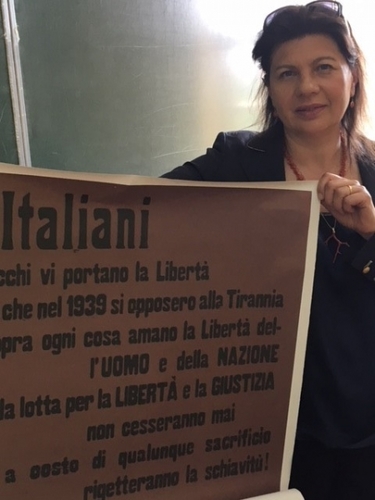 Italiani
cchi vi portano la Libertà
che nel 1939 si opposero alla Tirannia
pra ogni cosa amano la Libertà del-
l'UOMO e della NAZIONE
la lotta per la LIBERTÀ e la GIUSTIZIA
non cesseranno mai
a costo di qualunque sacrificio
rigetteranno la schiavitù!